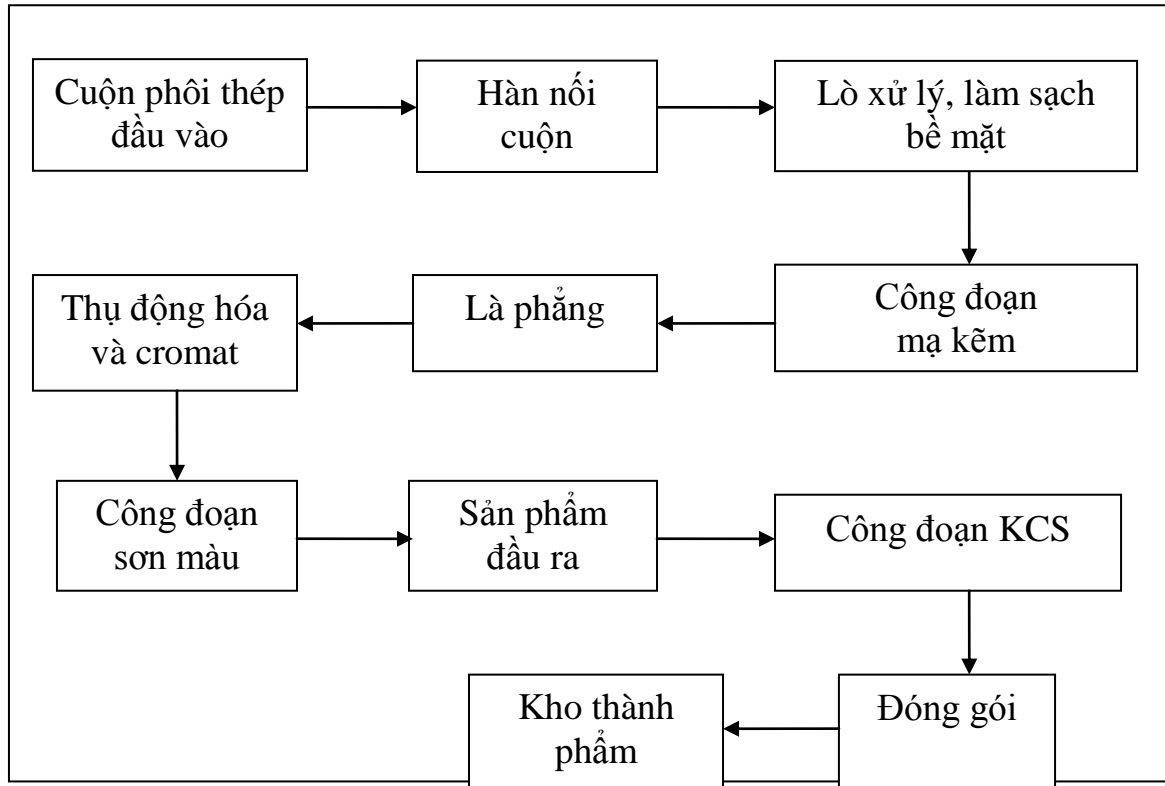 Cuộn phôi thép
đầu vào
Hàn nối
cuộn
Lò xử lý, làm sạch
bề mặt
Công đoạn
mạ kẽm
Là phẳng
Thụ động hóa
và cromat
Công đoạn
sơn màu
Sản phẩm
đầu ra
Công đoạn KCS
Đóng gói
Kho thành
phẩm